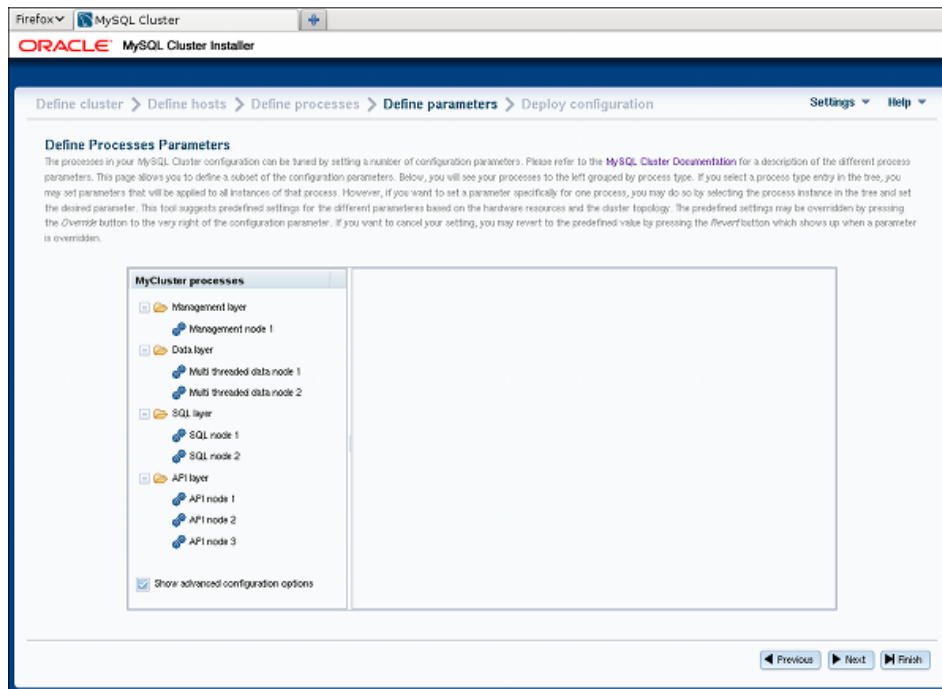 Firefox MySQL Cluster
ORACLE MySQL Cluster Installer
Define cluster Define hosts Define processes Define parameters Deploy configuration Settings Help
Define Processes Parameters
The processes in your MySQL Cluster configuration can be tuned by setting a number of configuration parameters. Please refer to the MySQL Cluster Documentation for a description of the different process
parameters. This page allows you to define a subset of the configuration parameters. Below, you will see your processes to the left grouped by process type. If you select a process type entry in the tree, you
may set parameters that will be applied to all instances of that process. However, if you want to set a parameter specifically for one process, you may do so by selecting the process instance in the tree and set
the desired parameter. This tool suggests predefined settings for the different parameteres based on the hardware resources and the cluster topology. The predefined settings may be overridden by pressing
the Override button to the very right of the configuration parameter. If you want to cancel your setting, you may revert to the predefined value by pressing the Revert button which shows up when a parameter
is overridden.
MyCluster processes
Management layer
Management node 1
Data layer
Multi threaded data node 1
Multi threaded data node 2
SQL layer
SQL node 1
SQL node 2
API layer
API node 1
API node 2
API node 3
Show advanced configuration options
Previous Next Finish